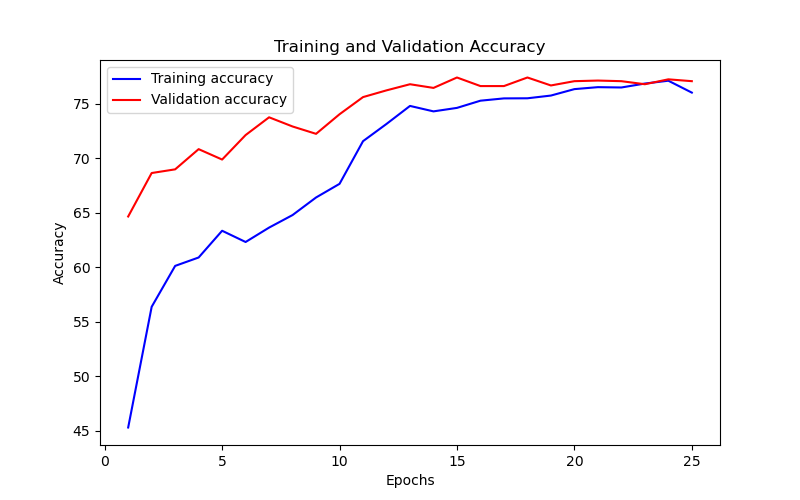 Training and Validation Accuracy
Training accuracy
Validation accuracy
Accuracy
75
70
65
60
55
50
45
0 5 10 15 20 25
Epochs